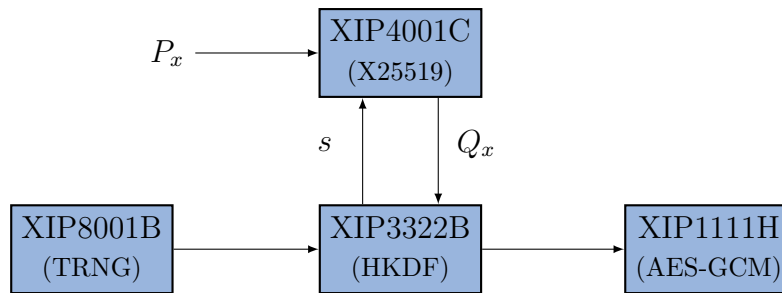 XIP4001C
(X25519)
P_x
s
Q_x
XIP8001B
(TRNG)
XIP3322B
(HKDF)
XIP1111H
(AES-GCM)